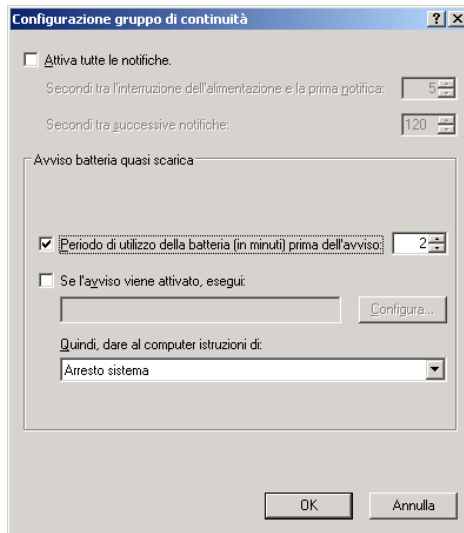 Configurazione gruppo di continuità
Attiva tutte le notifiche.
Secondi tra l'interruzione dell'alimentazione e la prima notifica: 5
Secondi tra successive notifiche: 120
Avviso batteria quasi scarica
Periodo di utilizzo della batteria (in minuti) prima dell'avviso: 2
Se l'avviso viene attivato, esegui:
Configura...
Quindi, dare al computer istruzioni di:
Arresto sistema
OK Annulla